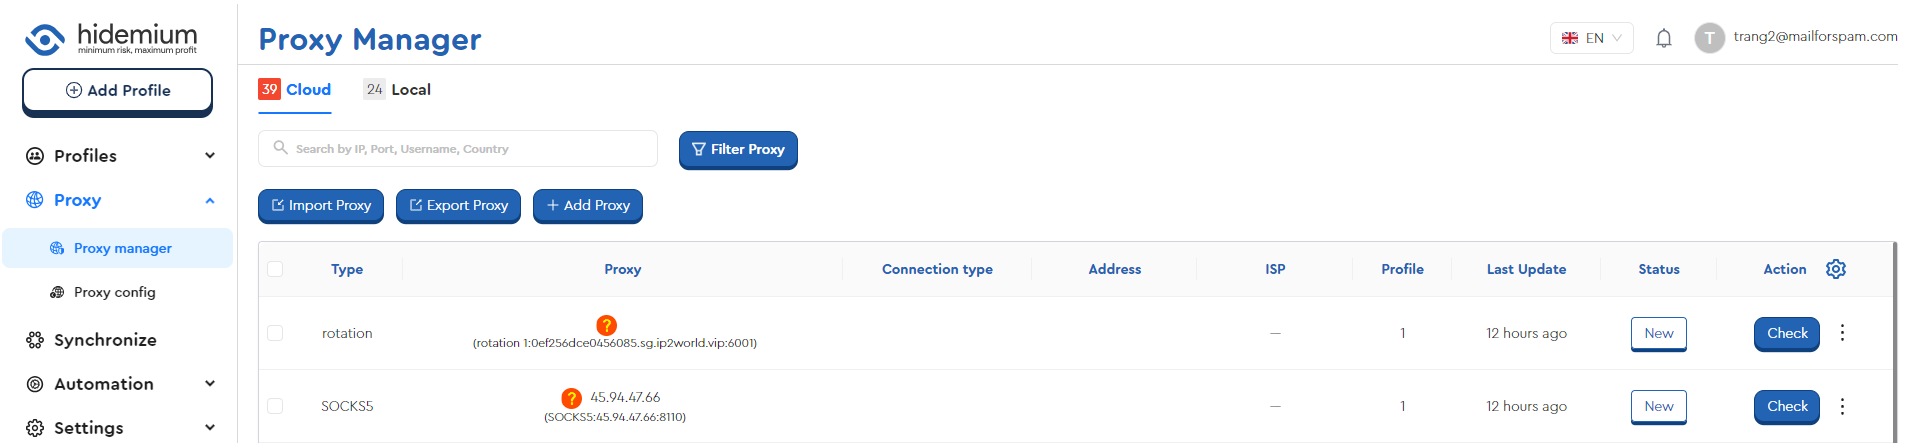 hidemium
minimum risk, maximum profit
Add Profile
Profiles
Proxy
Proxy manager
Proxy config
Synchronize
Automation
Settings
Proxy Manager
EN
T
trang2@mailforspam.com
39 Cloud
24 Local
Search by IP, Port, Username, Country
Filter Proxy
Import Proxy
Export Proxy
+ Add Proxy
Type Proxy Connection type Address ISP Profile Last Update Status Action
rotation ? — 1 12 hours ago New Check
(rotation 1:0ef256dce0456085.sg.ip2world.vip:6001)
SOCKS5 ? 45.94.47.66 — 1 12 hours ago New Check
(SOCKS5:45.94.47.66:8110)